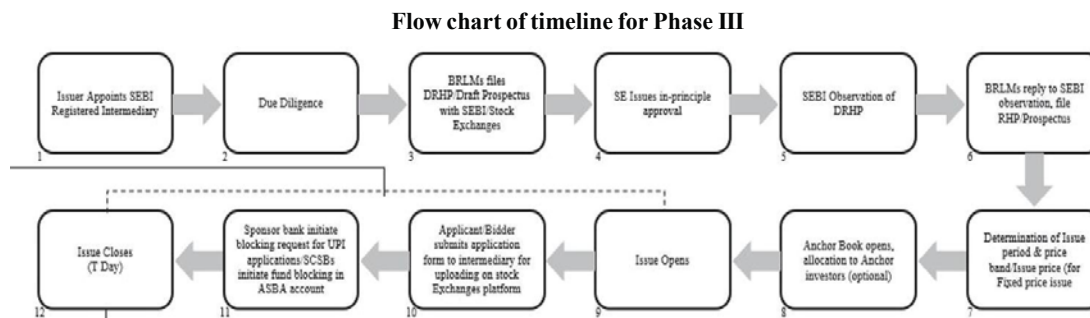 Flow chart of timeline for Phase III
Issuer Appoints SEBI
Registered Intermediary
1
Due Diligence
2
BRLMs files
DRHP/Draft Prospectus
with SEBI/Stock
Exchanges
3
SE Issues in-principle
approval
4
SEBI Observation of
DRHP
5
BRLMs reply to SEBI
observation, file
RHP/Prospectus
6
Determination of Issue
period & price
band/Issue price (for
Fixed price issue
7
Anchor Book opens,
allocation to Anchor
investors (optional)
8
Issue Opens
9
Applicant/Bidder
submits application
form to intermediary for
uploading on stock
Exchanges platform
10
Sponsor bank initiate
blocking request for UPI
applications/SCSBs
initiate fund blocking in
ASBA account
11
Issue Closes
(T Day)
12